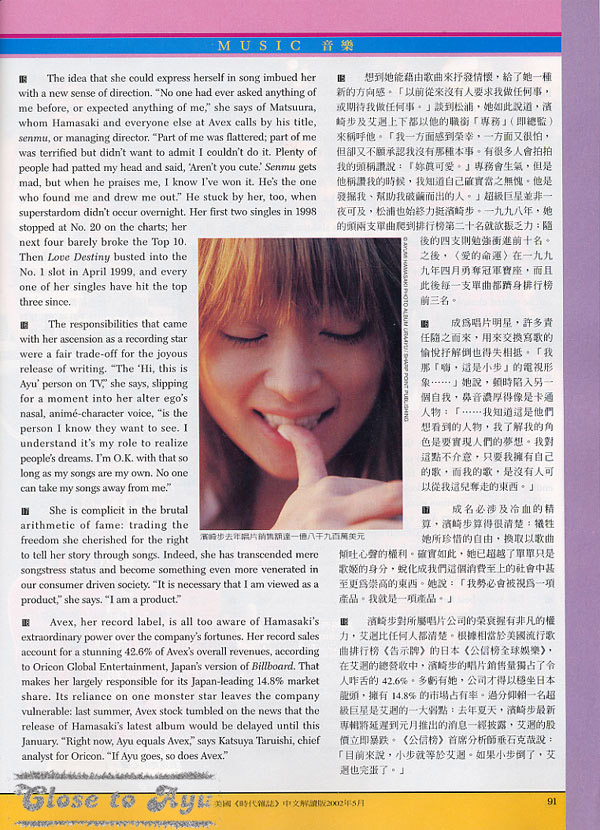 MUSIC 音樂
The idea that she could express herself in song imbued her
with a new sense of direction. “No one had ever asked anything of
me before, or expected anything of me,” she says of Matsuura,
whom Hamasaki and everyone else at Avex calls by his title,
senmu, or managing director. “Part of me was flattered; part of me
was terrified but didn’t want to admit I couldn’t do it. Plenty of
people had patted my head and said, ‘Aren’t you cute.’ Senmu gets
mad, but when he praises me, I know I’ve won it. He’s the one
who found me and drew me out.” He stuck by her, too, when
superstardom didn’t occur overnight. Her first two singles in 1998
stopped at No. 20 on the charts; her
next four barely broke the Top 10.
Then Love Destiny busted into the
No. 1 slot in April 1999, and every
one of her singles have hit the top
three since.
The responsibilities that came
with her ascension as a recording star
were a fair trade-off for the joyous
release of writing. “The ‘Hi, this is
Ayu’ person on TV,” she says, slipping
for a moment into her alter ego’s
nasal, animé-character voice, “is the
person I know they want to see. I
understand it’s my role to realize
people’s dreams. I’m O.K. with that so
long as my songs are my own. No one
can take my songs away from me.”
She is complicit in the brutal
arithmetic of fame: trading the
freedom she cherished for the right
to tell her story through songs. Indeed, she has transcended mere
songstress status and become something even more venerated in
our consumer driven society. “It is necessary that I am viewed as a
product,” she says. “I am a product.”
Avex, her record label, is all too aware of Hamasaki’s
extraordinary power over the company’s fortunes. Her record sales
account for a stunning 42.6% of Avex’s overall revenues, according
to Oricon Global Entertainment, Japan’s version of Billboard. That
makes her largely responsible for its Japan-leading 14.8% market
share. Its reliance on one monster star leaves the company
vulnerable: last summer, Avex stock tumbled on the news that the
release of Hamasaki’s latest album would be delayed until this
January. “Right now, Ayu equals Avex,” says Katsuya Taruishi, chief
analyst for Oricon. “If Ayu goes, so does Avex.”
濱崎步去年唱片銷售額達一億八千九百萬美元
想到她能藉由歌曲來抒發情懷，給了她一種
新的方向感。「以前從來沒有人要求我做任何事，
或期待我做任何事。」談到松浦，她如此說道，濱
崎步及艾迴上下都以他的職銜「專務」（即總監）
來稱呼他。「我一方面感到榮幸，一方面又很怕，
但卻又不願承認我沒有那種本事。有很多人會拍拍
我的頭稱讚說：『妳真可愛。』專務會生氣，但是
他稱讚我的時候，我知道自己確實當之無愧。他是
發掘我、幫助我破繭而出的人。」超級巨星並非一
夜可及，松浦也始終力挺濱崎步。一九九八年，她
的頭兩支單曲爬到排行榜第二十名就欲振乏力；隨
後的四支則勉強衝進前十名。
之後，〈愛的命運〉在一九九
九年四月勇奪冠軍寶座，而且
此後每一支單曲都躋身排行榜
前三名。
成為唱片明星，許多責
任隨之而來，用來交換寫歌的
愉悅抒解倒也得失相抵。「我
那『嗨，這是小步』的電視形
象……」她說，頓時陷入另一
個自我，鼻音濃得像是卡通
人物：「……我知道這是他們
想看到的人物，我了解我的角
色是要實現人們的夢想。我對
這點不介意，只要我擁有自己
的歌，而我的歌，是沒有人可
以從我這兒奪走的東西。」
成名必涉及冷血的精
算，濱崎步算得很清楚：犧牲
她所珍惜的自由，換取以歌曲
傾吐心聲的權利。確實如此，她已超越了單單只是
歌姬的身分，蛻化成我們這個消費至上的社會中甚
至更為崇高的東西。她說：「我勢必會被視為一項
產品。我就是一項產品。」
濱崎步對所屬唱片公司的榮衰握有非凡的權
力，艾迴比任何人都清楚。根據相當於美國流行歌
曲排行榜《告示牌》的日本《公信榜全球娛樂》，
在艾迴的總營收中，濱崎步的唱片銷售量獨占了令
人咋舌的 42.6%。多虧有她，公司才得以穩坐日本
龍頭，擁有 14.8% 的市場占有率。過分仰賴一名超
級巨星是艾迴的一大弱點：去年夏天，濱崎步最新
專輯將延遲到元月推出的消息一經披露，艾迴的股
價立即暴跌。《公信榜》首席分析師垂石克哉說：
「目前來說，小步就等於艾迴。如果小步倒了，艾
迴也完蛋了。」
Close to Ayu
美國《時代雜誌》中文解讀版2002年5月
91